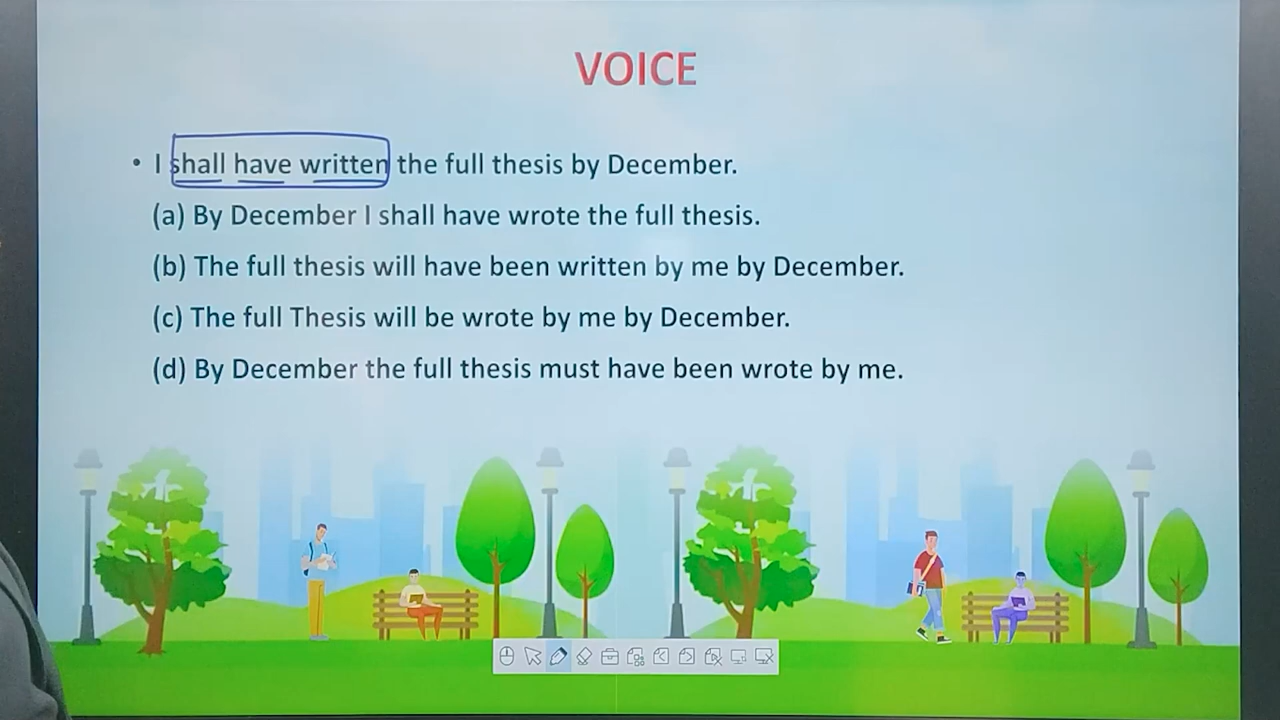 VOICE
• I shall have written the full thesis by December.
(a) By December I shall have wrote the full thesis.
(b) The full thesis will have been written by me by December.
(c) The full Thesis will be wrote by me by December.
(d) By December the full thesis must have been wrote by me.